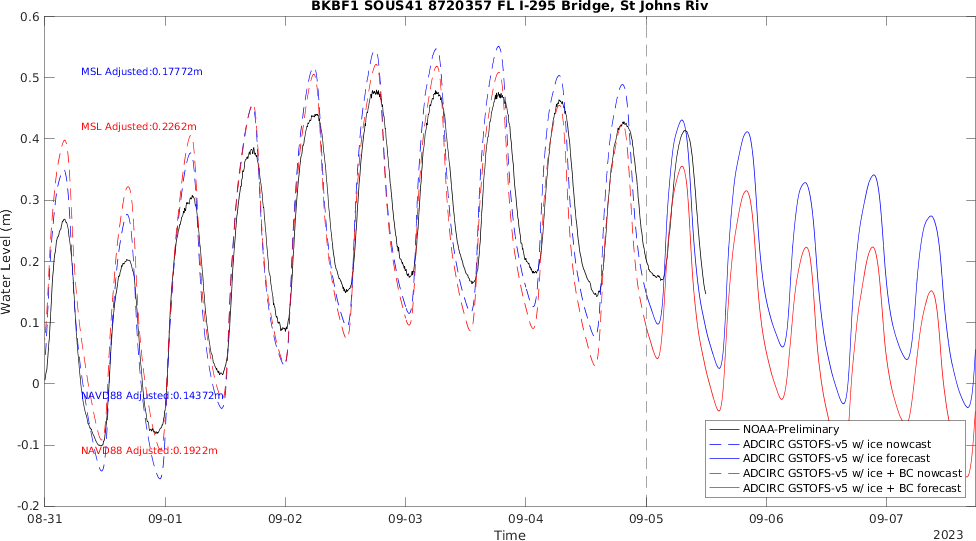 BKBF1 SOUS41 8720357 FL I-295 Bridge, St Johns Riv
0.6
0.5
0.4
0.3
0.2
0.1
0
-0.1
-0.2
Water Level (m)
MSL Adjusted:0.17772m
MSL Adjusted:0.2262m
NAVD88 Adjusted:0.14372m
NAVD88 Adjusted:0.1922m
NOAA-Preliminary
ADCIRC GSTOFS-v5 w/ ice nowcast
ADCIRC GSTOFS-v5 w/ ice forecast
ADCIRC GSTOFS-v5 w/ ice + BC nowcast
ADCIRC GSTOFS-v5 w/ ice + BC forecast
08-31 09-01 09-02 09-03 09-04 09-05 09-06 09-07
Time
2023